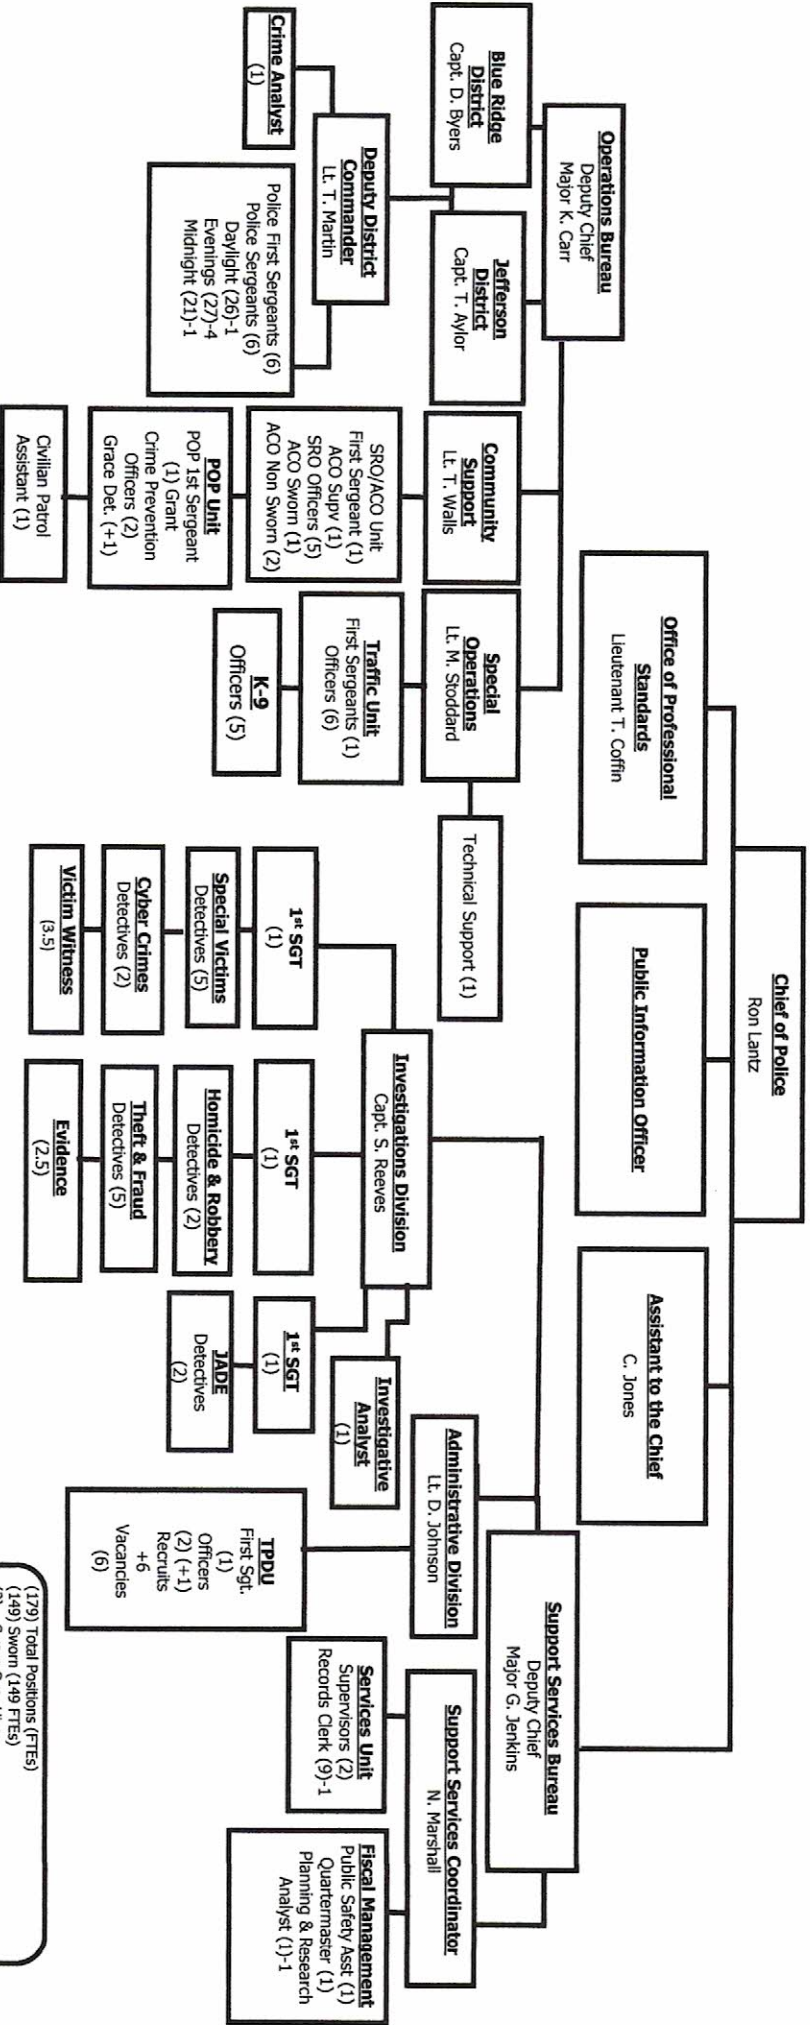 Chief of Police
Ron Lantz
Office of Professional
Standards
Lieutenant T. Coffin
Public Information Officer
Assistant to the Chief
C. Jones
Operations Bureau
Deputy Chief
Major K. Carr
Support Services Bureau
Deputy Chief
Major G. Jenkins
Blue Ridge
District
Capt. D. Byers
Jefferson
District
Capt. T. Aylor
Community
Support
Lt. T. Walls
Special
Operations
Lt. M. Stoddard
Technical Support (1)
Deputy District
Commander
Lt. T. Martin
Crime Analyst
(1)
Police First Sergeants (6)
Police Sergeants (6)
Daylight (26)-1
Evenings (27)-4
Midnight (21)-1
SRO/ACO Unit
First Sergeant (1)
ACO Supv (1)
SRO Officers (5)
ACO Sworn (1)
ACO Non Sworn (2)
POP Unit
POP 1st Sergeant
(1) Grant
Crime Prevention
Officers (2)
Grace Det. (+1)
Civilian Patrol
Assistant (1)
Traffic Unit
First Sergeants (1)
Officers (6)
K-9
Officers (5)
Investigations Division
Capt. S. Reeves
1st SGT
(1)
Special Victims
Detectives (5)
Cyber Crimes
Detectives (2)
Victim Witness
(3.5)
1st SGT
(1)
Homicide & Robbery
Detectives (2)
Theft & Fraud
Detectives (5)
Evidence
(2.5)
1st SGT
(1)
JADE
Detectives
(2)
Investigative
Analyst
(1)
Administrative Division
Lt. D. Johnson
TPDU
First Sgt.
(1)
Officers
(2) (+1)
Recruits
+6
Vacancies
(6)
Support Services Coordinator
N. Marshall
Services Unit
Supervisors (2)
Records Clerk (9)-1
Fiscal Management
Public Safety Asst (1)
Quartermaster (1)
Planning & Research
Analyst (1)-1
(179) Total Positions (FTEs)
(149) Sworn (149 FTEs)